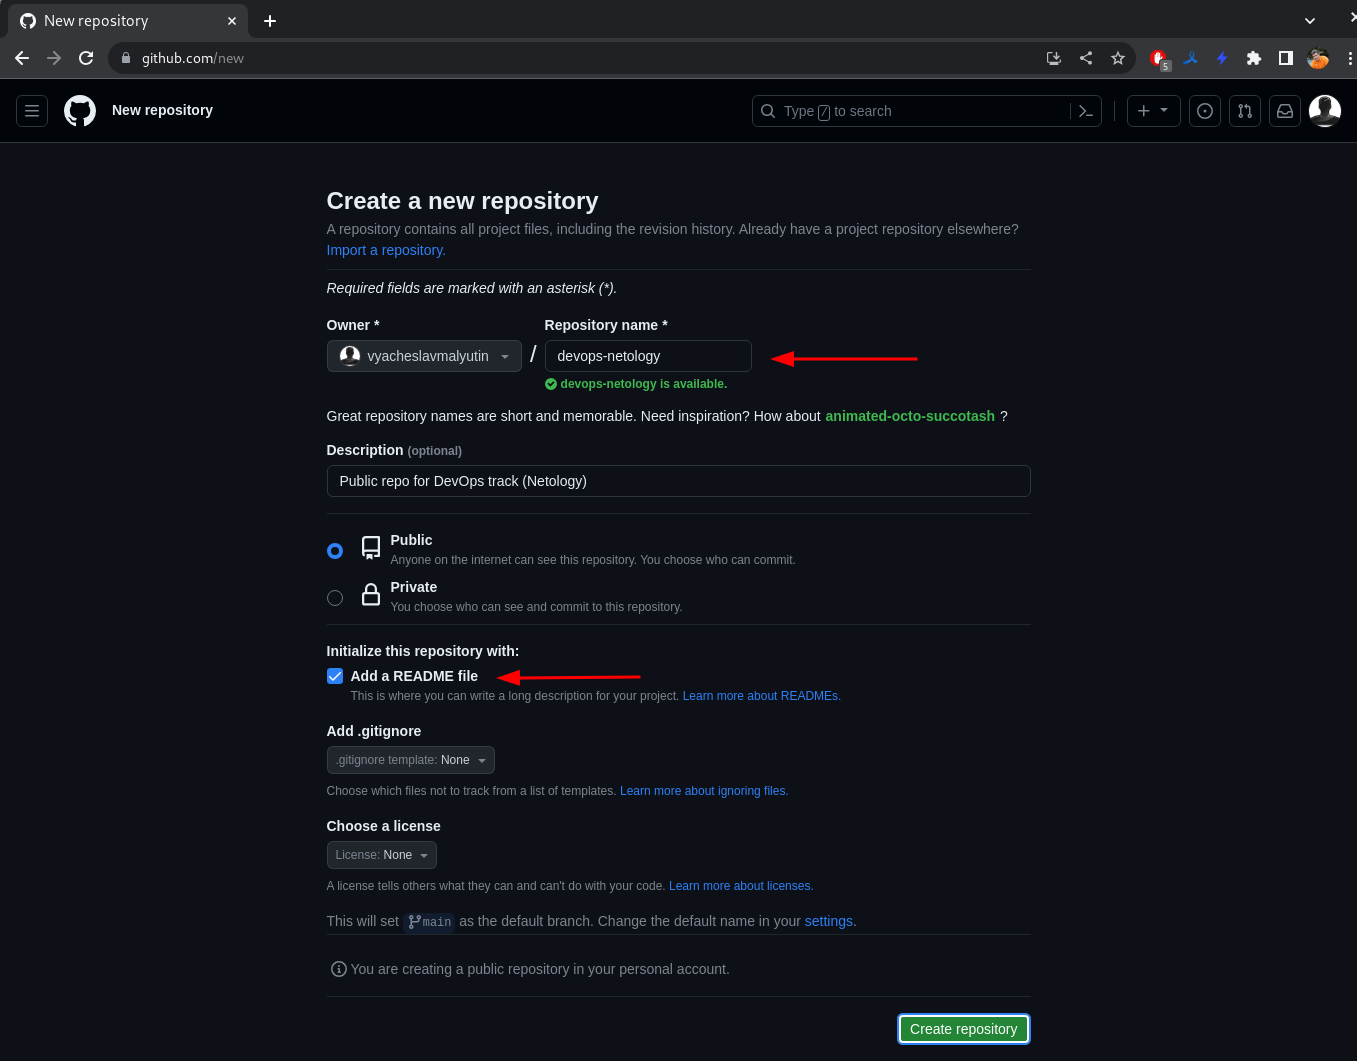 New repository
github.com/new
5
New repository
Type / to search
Create a new repository
A repository contains all project files, including the revision history. Already have a project repository elsewhere?
Import a repository.
Required fields are marked with an asterisk (*).
Owner * Repository name *
vyacheslavmalyutin / devops-netology
devops-netology is available.
Great repository names are short and memorable. Need inspiration? How about animated-octo-succotash ?
Description (optional)
Public repo for DevOps track (Netology)
Public
Anyone on the internet can see this repository. You choose who can commit.
Private
You choose who can see and commit to this repository.
Initialize this repository with:
Add a README file
This is where you can write a long description for your project. Learn more about READMEs.
Add .gitignore
.gitignore template: None
Choose which files not to track from a list of templates. Learn more about ignoring files.
Choose a license
License: None
A license tells others what they can and can't do with your code. Learn more about licenses.
This will set main as the default branch. Change the default name in your settings.
You are creating a public repository in your personal account.
Create repository